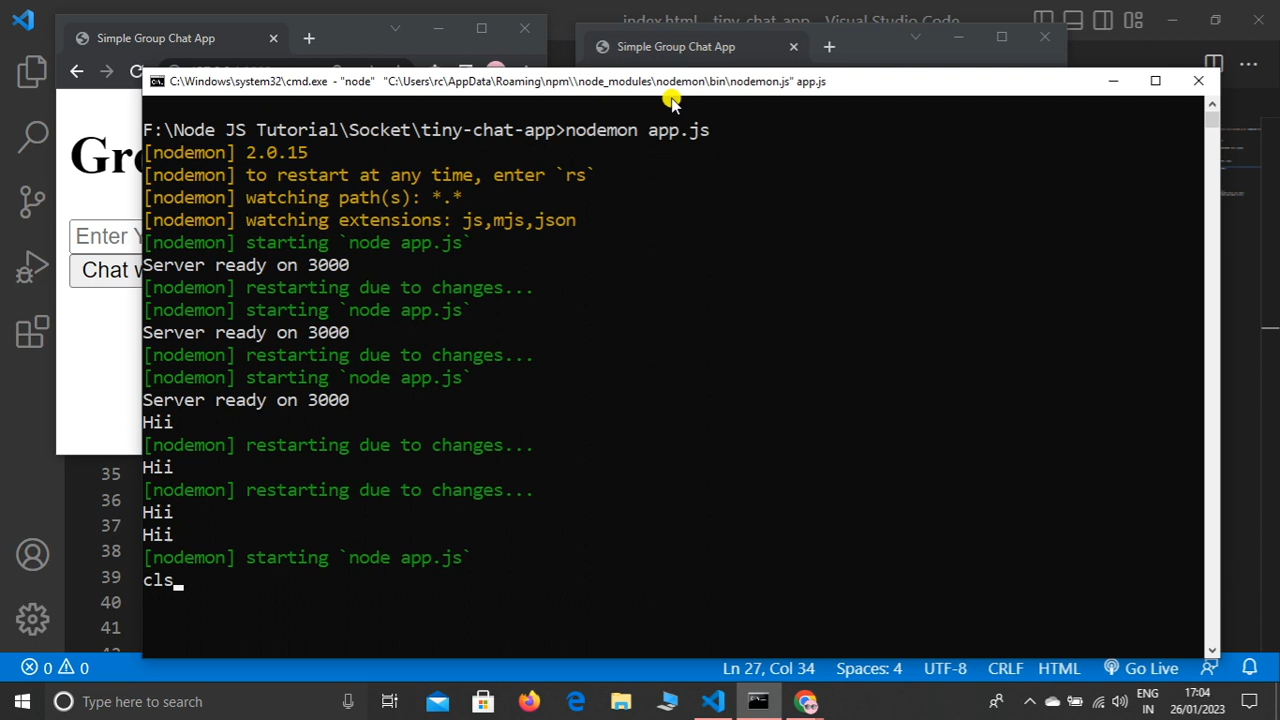 index.html - tiny_chat_app - Visual Studio Code
Simple Group Chat App
Simple Group Chat App
C:\Windows\system32\cmd.exe - "node" "C:\Users\rc\AppData\Roaming\npm\\node_modules\nodemon\bin\nodemon.js" app.js
Gro
Enter Y
Chat w
F:\Node JS Tutorial\Socket\tiny-chat-app>nodemon app.js
[nodemon] 2.0.15
[nodemon] to restart at any time, enter `rs`
[nodemon] watching path(s): *.*
[nodemon] watching extensions: js,mjs,json
[nodemon] starting `node app.js`
Server ready on 3000
[nodemon] restarting due to changes...
[nodemon] starting `node app.js`
Server ready on 3000
[nodemon] restarting due to changes...
[nodemon] starting `node app.js`
Server ready on 3000
Hii
[nodemon] restarting due to changes...
Hii
[nodemon] restarting due to changes...
Hii
Hii
[nodemon] starting `node app.js`
cls
35
36
37
38
39
40
41
0 0
Ln 27, Col 34 Spaces: 4 UTF-8 CRLF HTML Go Live
Type here to search
ENG
IN
17:04
26/01/2023